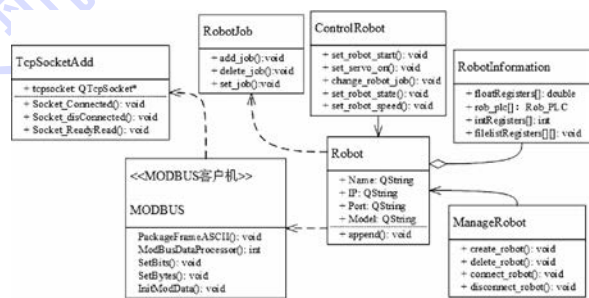 TcpSocketAdd
+ tcpsocket QTcpSocket*
+ Socket_Connected(): void
+ Socket_disConnected(): void
+ Socket_ReadyRead(): void
RobotJob
+ add_job():void
+ delete_job():void
+ set_job():void
ControlRobot
+ set_robot_start(): void
+ set_servo_on(): void
+ change_robot_job(): void
+ set_robot_state(): void
+ set_robot_speed(): void
RobotInformation
+ floatRegisters[]: double
+ rob_plc[]: Rob_PLC
+ intRegisters[]: int
+ filelistRegisters[][]: void
<<MODBUS客户机>>
MODBUS
PackageFrameASCII(): void
ModBusDataProcessor(): int
SetBits(): void
SetBytes(): void
InitModData(): void
Robot
+ Name: QString
+ IP: QString
+ Port: QString
+ Model: QString
+ append(): void
ManageRobot
+ create_robot(): void
+ delete_robot(): void
+ connect_robot(): void
+ disconnect_robot(): void